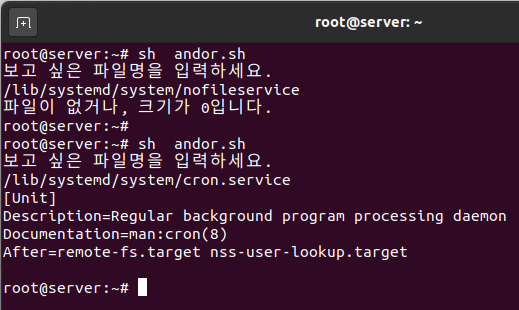 root@server: ~
root@server:~# sh  andor.sh
보고 싶은 파일명을 입력하세요.
/lib/systemd/system/nofileservice
파일이 없거나, 크기가 0입니다.
root@server:~#
root@server:~# sh  andor.sh
보고 싶은 파일명을 입력하세요.
/lib/systemd/system/cron.service
[Unit]
Description=Regular background program processing daemon
Documentation=man:cron(8)
After=remote-fs.target nss-user-lookup.target
root@server:~#